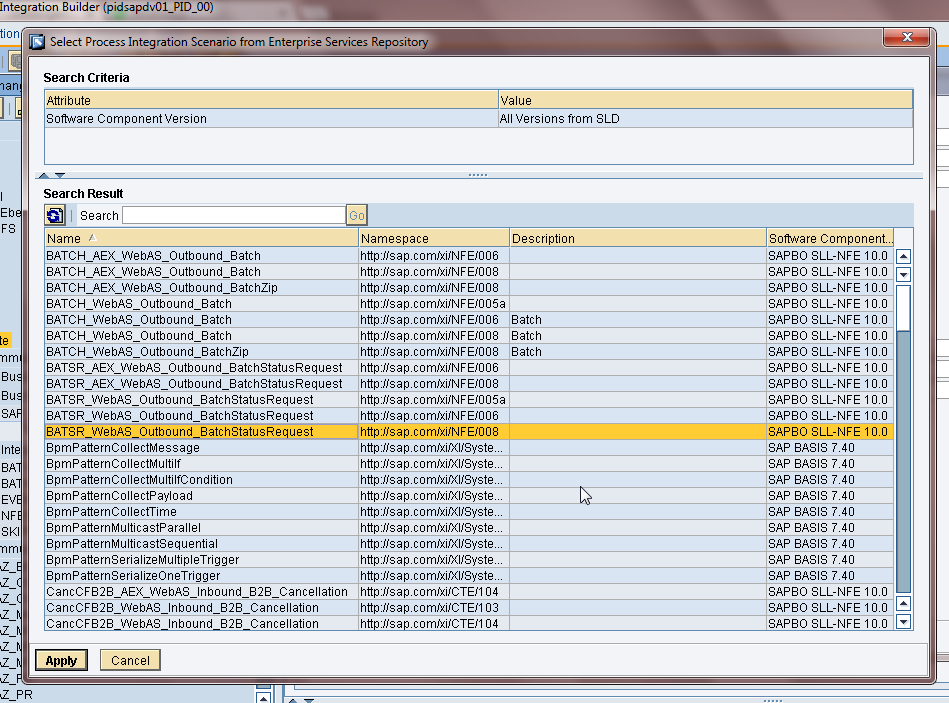 Integration Builder (pidsapdv01_PID_00)
Select Process Integration Scenario from Enterprise Services Repository
Search Criteria
Attribute Value
Software Component Version All Versions from SLD
Search Result
Search Go
Name Namespace Description Software Component...
BATCH_AEX_WebAS_Outbound_Batch http://sap.com/xi/NFE/006 SAPBO SLL-NFE 10.0
BATCH_AEX_WebAS_Outbound_Batch http://sap.com/xi/NFE/008 SAPBO SLL-NFE 10.0
BATCH_AEX_WebAS_Outbound_BatchZip http://sap.com/xi/NFE/008 SAPBO SLL-NFE 10.0
BATCH_WebAS_Outbound_Batch http://sap.com/xi/NFE/005a SAPBO SLL-NFE 10.0
BATCH_WebAS_Outbound_Batch http://sap.com/xi/NFE/006 Batch SAPBO SLL-NFE 10.0
BATCH_WebAS_Outbound_Batch http://sap.com/xi/NFE/008 Batch SAPBO SLL-NFE 10.0
BATCH_WebAS_Outbound_BatchZip http://sap.com/xi/NFE/008 Batch SAPBO SLL-NFE 10.0
BATSR_AEX_WebAS_Outbound_BatchStatusRequest http://sap.com/xi/NFE/006 SAPBO SLL-NFE 10.0
BATSR_AEX_WebAS_Outbound_BatchStatusRequest http://sap.com/xi/NFE/008 SAPBO SLL-NFE 10.0
BATSR_WebAS_Outbound_BatchStatusRequest http://sap.com/xi/NFE/005a SAPBO SLL-NFE 10.0
BATSR_WebAS_Outbound_BatchStatusRequest http://sap.com/xi/NFE/006 SAPBO SLL-NFE 10.0
BATSR_WebAS_Outbound_BatchStatusRequest http://sap.com/xi/NFE/008 SAPBO SLL-NFE 10.0
BpmPatternCollectMessage http://sap.com/xi/XI/Syste... SAP BASIS 7.40
BpmPatternCollectMultiIf http://sap.com/xi/XI/Syste... SAP BASIS 7.40
BpmPatternCollectMultiIfCondition http://sap.com/xi/XI/Syste... SAP BASIS 7.40
BpmPatternCollectPayload http://sap.com/xi/XI/Syste... SAP BASIS 7.40
BpmPatternCollectTime http://sap.com/xi/XI/Syste... SAP BASIS 7.40
BpmPatternMulticastParallel http://sap.com/xi/XI/Syste... SAP BASIS 7.40
BpmPatternMulticastSequential http://sap.com/xi/XI/Syste... SAP BASIS 7.40
BpmPatternSerializeMultipleTrigger http://sap.com/xi/XI/Syste... SAP BASIS 7.40
BpmPatternSerializeOneTrigger http://sap.com/xi/XI/Syste... SAP BASIS 7.40
CancCFB2B_AEX_WebAS_Inbound_B2B_Cancellation http://sap.com/xi/CTE/104 SAPBO SLL-NFE 10.0
CancCFB2B_WebAS_Inbound_B2B_Cancellation http://sap.com/xi/CTE/103 SAPBO SLL-NFE 10.0
CancCFB2B_WebAS_Inbound_B2B_Cancellation http://sap.com/xi/CTE/104 SAPBO SLL-NFE 10.0
Apply Cancel
AZ_PR